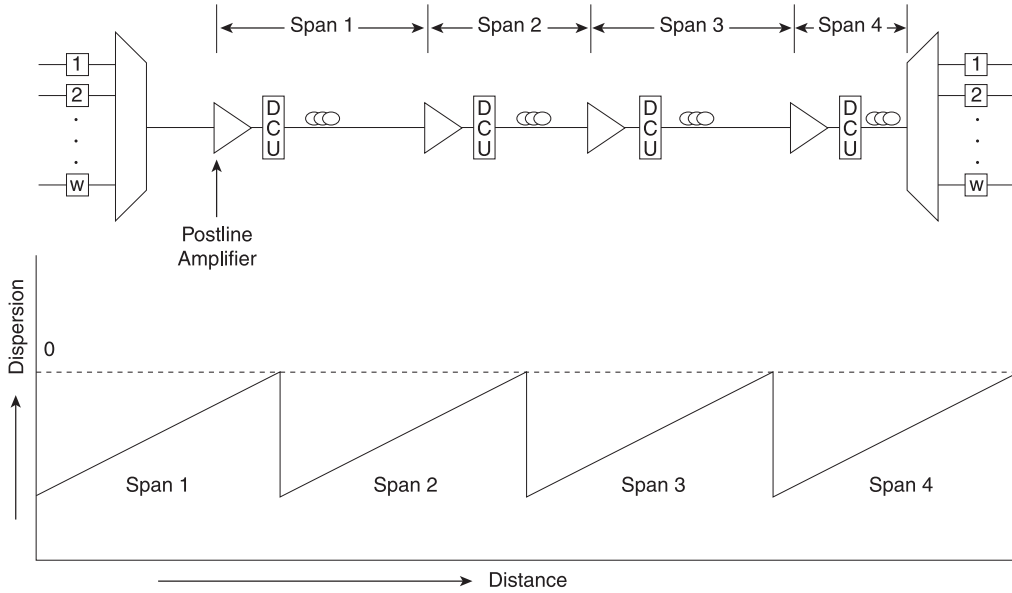 Span 1 Span 2 Span 3 Span 4
1 1
2 2
D D D D
C C C C
U U U U
w w
Postline
Amplifier
Dispersion
0
Span 1 Span 2 Span 3 Span 4
Distance